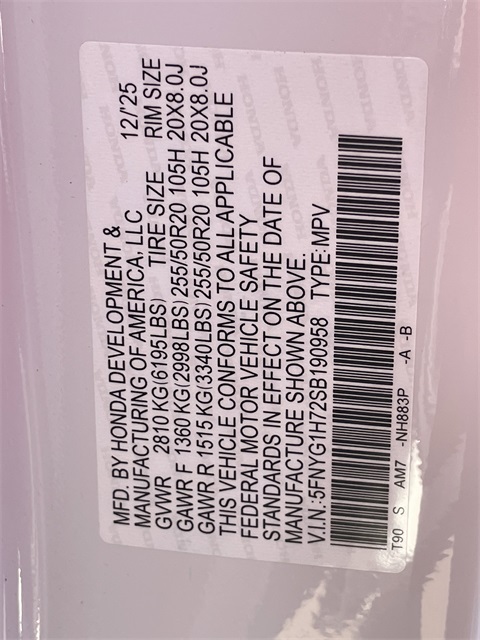 MFD. BY HONDA DEVELOPMENT &
MANUFACTURING OF AMERICA, LLC 12/'25
GVWR 2810 KG(6195LBS) TIRE SIZE RIM SIZE
GAWR F 1360 KG(2998LBS) 255/50R20 105H 20X8.0J
GAWR R 1515 KG(3340LBS) 255/50R20 105H 20X8.0J
THIS VEHICLE CONFORMS TO ALL APPLICABLE
FEDERAL MOTOR VEHICLE SAFETY
STANDARDS IN EFFECT ON THE DATE OF
MANUFACTURE SHOWN ABOVE.
V.I.N.:5FNYG1H72SB190958 TYPE:MPV
T90 S AM7 -NH883P -A -B